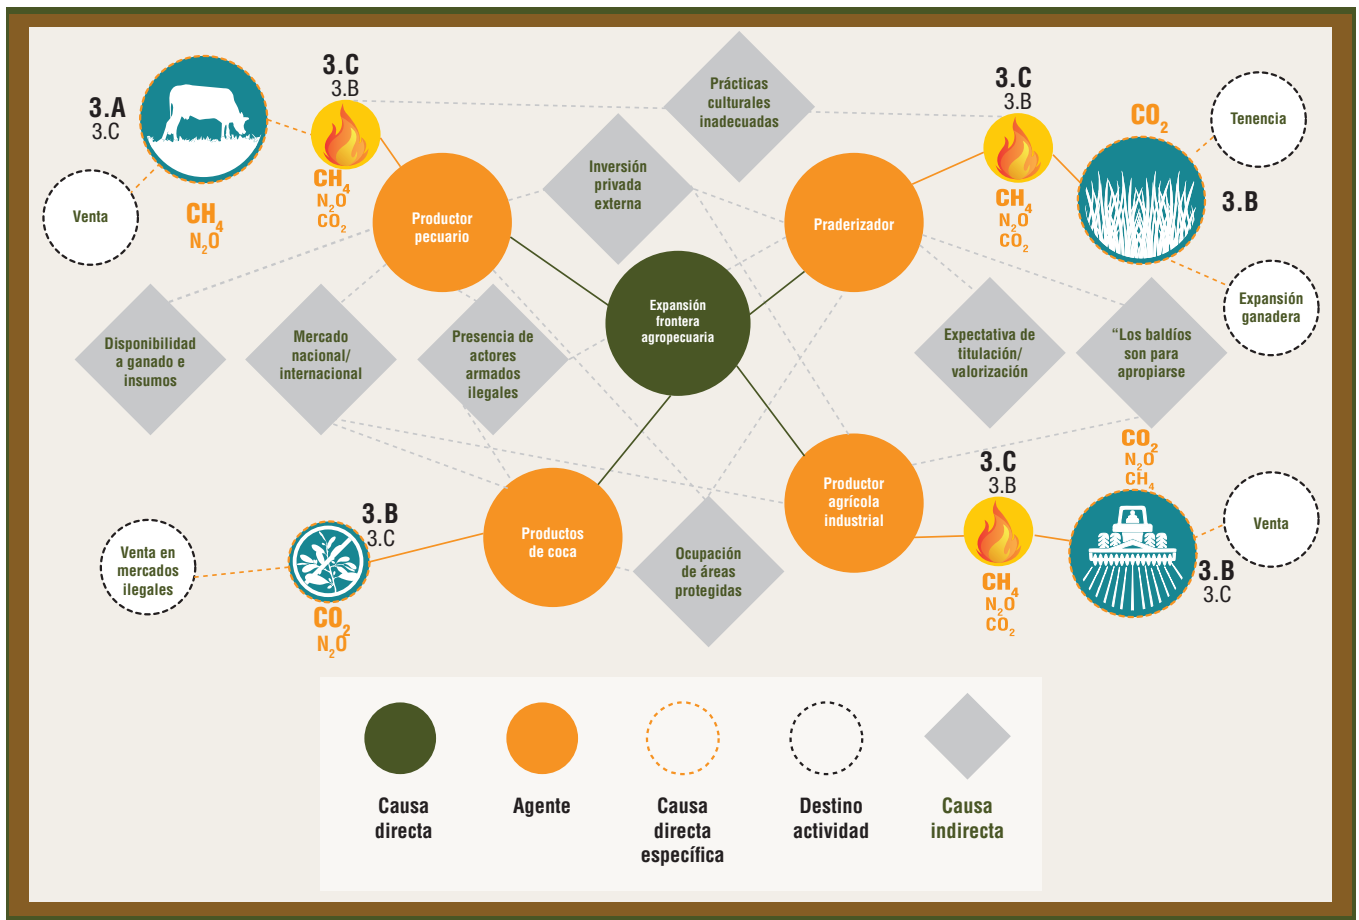 3.A
3.C
Venta
CH4
N2O
3.C
3.B
CH4
N2O
CO2
Productor
pecuario
Inversión
privada
externa
Prácticas
culturales
inadecuadas
Praderizador
3.C
3.B
CH4
N2O
CO2
CO2
3.B
Tenencia
Expansión
ganadera
Expansión
frontera
agropecuaria
Disponibilidad
a ganado e
insumos
Mercado
nacional/
internacional
Presencia de
actores
armados
ilegales
Expectativa de
titulación/
valorización
“Los baldíos
son para
apropiarse
Venta en
mercados
ilegales
3.B
3.C
CO2
N2O
Productos
de coca
Ocupación
de áreas
protegidas
Productor
agrícola
industrial
3.C
3.B
CH4
N2O
CO2
CO2
N2O
CH4
3.B
3.C
Venta
Causa
directa
Agente
Causa
directa
específica
Destino
actividad
Causa
indirecta